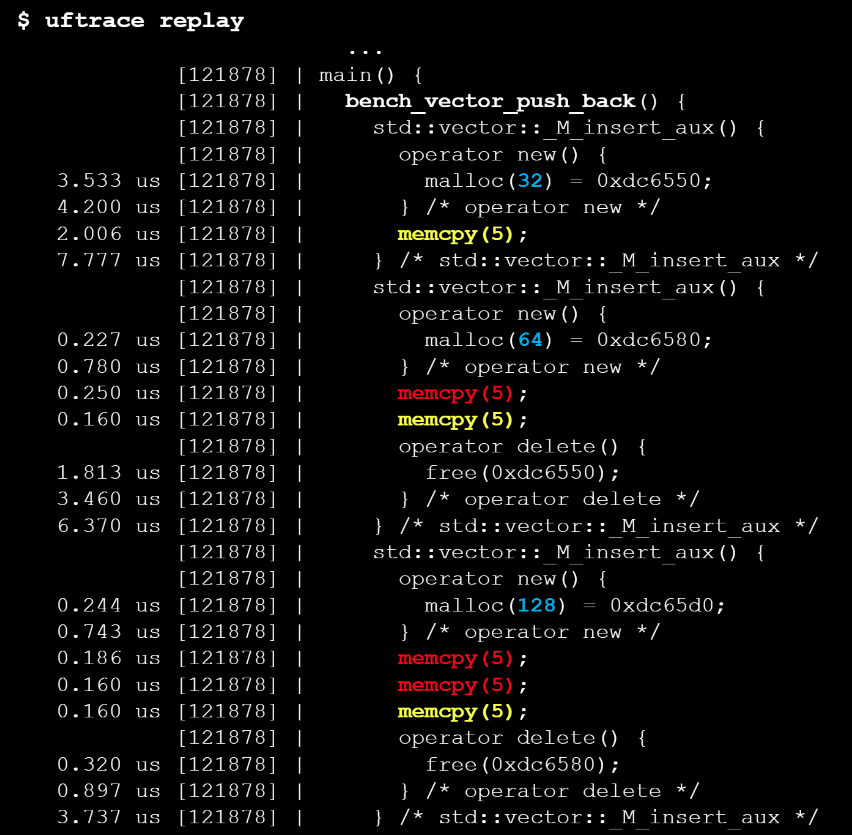 $ uftrace replay
...
[121878] | main() {
[121878] |   bench_vector_push_back() {
[121878] |     std::vector::_M_insert_aux() {
[121878] |       operator new() {
3.533 us [121878] |         malloc(32) = 0xdc6550;
4.200 us [121878] |       } /* operator new */
2.006 us [121878] |       memcpy(5);
7.777 us [121878] |     } /* std::vector::_M_insert_aux */
[121878] |     std::vector::_M_insert_aux() {
[121878] |       operator new() {
0.227 us [121878] |         malloc(64) = 0xdc6580;
0.780 us [121878] |       } /* operator new */
0.250 us [121878] |       memcpy(5);
0.160 us [121878] |       memcpy(5);
[121878] |       operator delete() {
1.813 us [121878] |         free(0xdc6550);
3.460 us [121878] |       } /* operator delete */
6.370 us [121878] |     } /* std::vector::_M_insert_aux */
[121878] |     std::vector::_M_insert_aux() {
[121878] |       operator new() {
0.244 us [121878] |         malloc(128) = 0xdc65d0;
0.743 us [121878] |       } /* operator new */
0.186 us [121878] |       memcpy(5);
0.160 us [121878] |       memcpy(5);
0.160 us [121878] |       memcpy(5);
[121878] |       operator delete() {
0.320 us [121878] |         free(0xdc6580);
0.897 us [121878] |       } /* operator delete */
3.737 us [121878] |     } /* std::vector::_M_insert_aux */